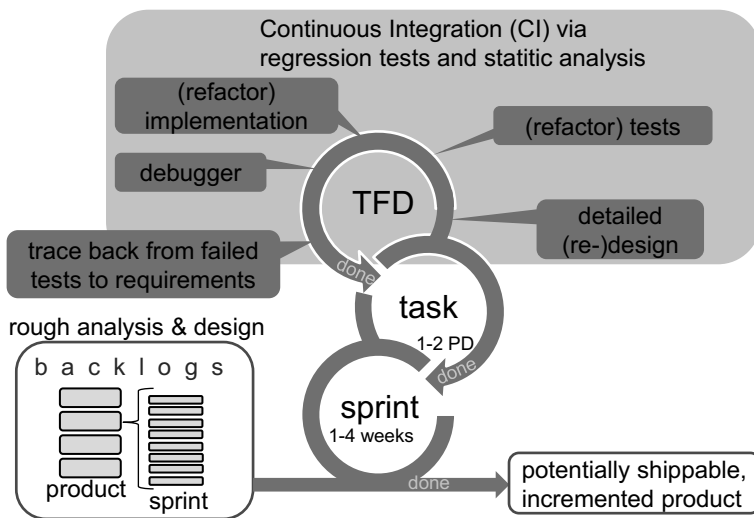 Continuous Integration (CI) via
regression tests and statitic analysis
(refactor)
implementation
(refactor) tests
debugger
TFD
detailed
(re-)design
trace back from failed
tests to requirements
done
task
1-2 PD
done
rough analysis & design
b a c k l o g s
product
sprint
sprint
1-4 weeks
done
potentially shippable,
incremented product